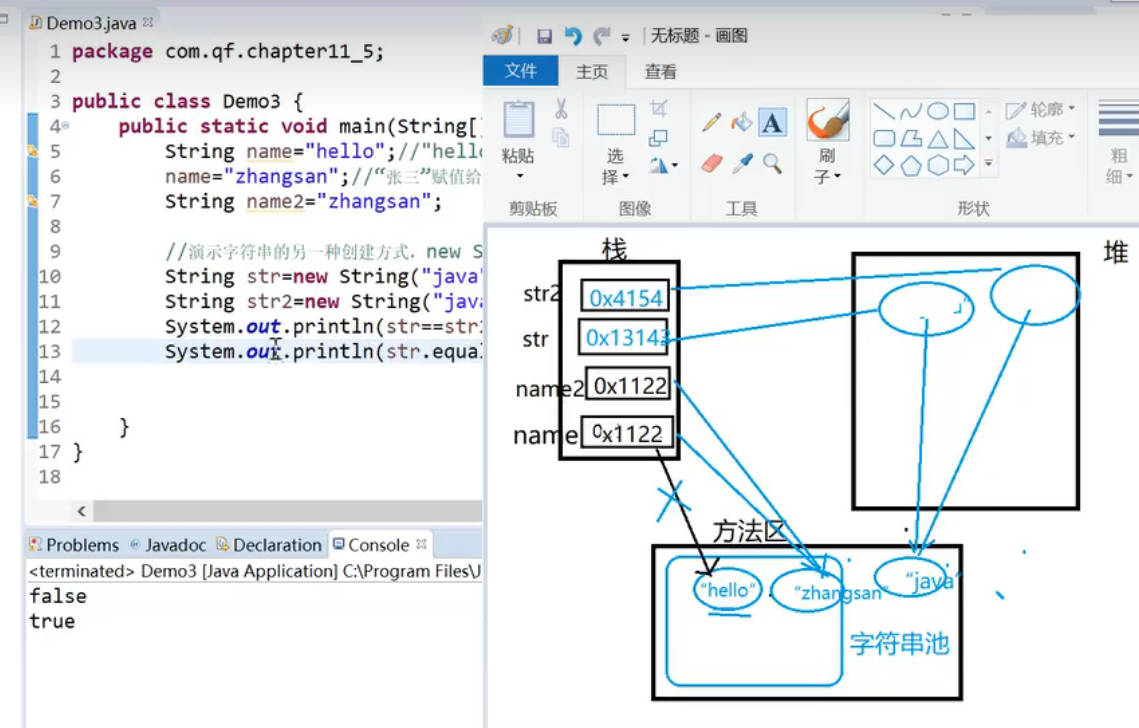 Demo3.java
1 package com.qf.chapter11_5;
2
3 public class Demo3 {
4 public static void main(String[]
5 String name="hello";//"hello
6 name="zhangsan";//“张三”赋值给
7 String name2="zhangsan";
8
9 //演示字符串的另一种创建方式. new S
10 String str=new String("java"
11 String str2=new String("java
12 System.out.println(str==str2
13 System.out.println(str.equal
14
15
16 }
17 }
18
Problems Javadoc Declaration Console
<terminated> Demo3 [Java Application] C:\Program Files\J
false
true
无标题 - 画图
文件 主页 查看
粘贴
选择
A
刷子
轮廓
填充
粗细
剪贴板 图像 工具 形状
栈 堆
str2 0x4154
str 0x13143
name2 0x1122
name 0x1122
方法区
“hello” “zhangsan” “java”
字符串池